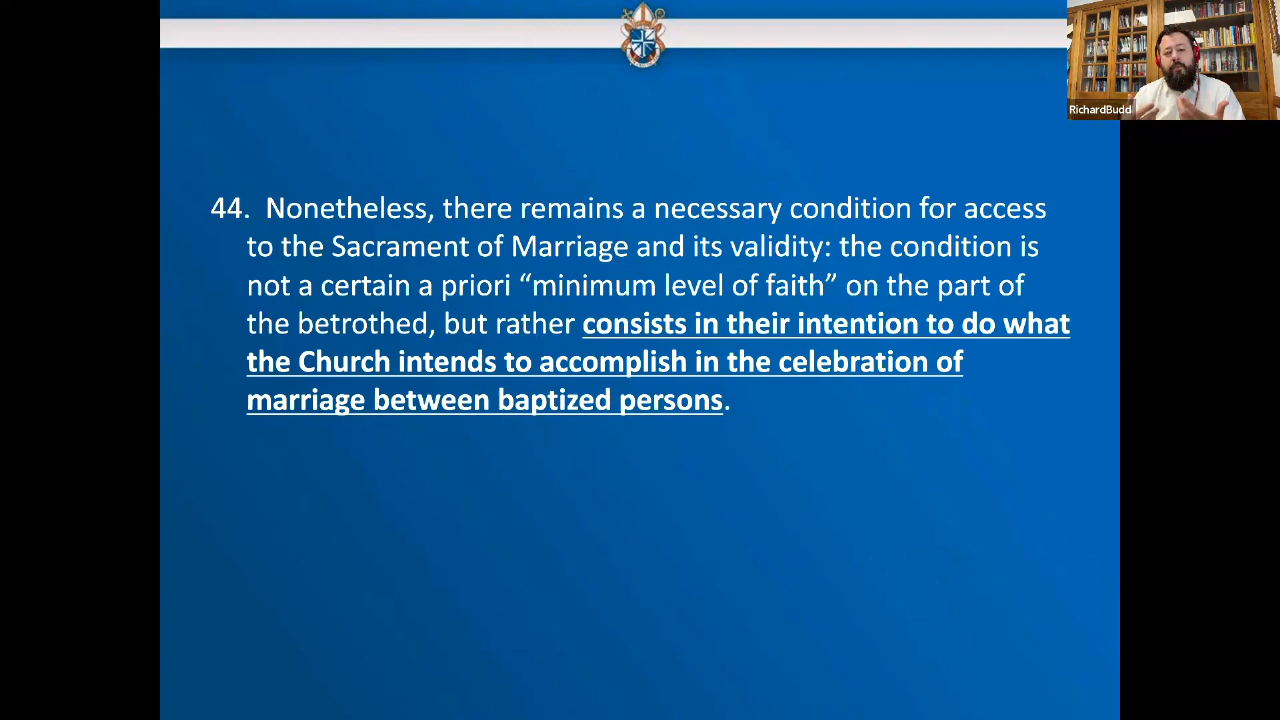 RichardBudd
44. Nonetheless, there remains a necessary condition for access
to the Sacrament of Marriage and its validity: the condition is
not a certain a priori “minimum level of faith” on the part of
the betrothed, but rather consists in their intention to do what
the Church intends to accomplish in the celebration of
marriage between baptized persons.